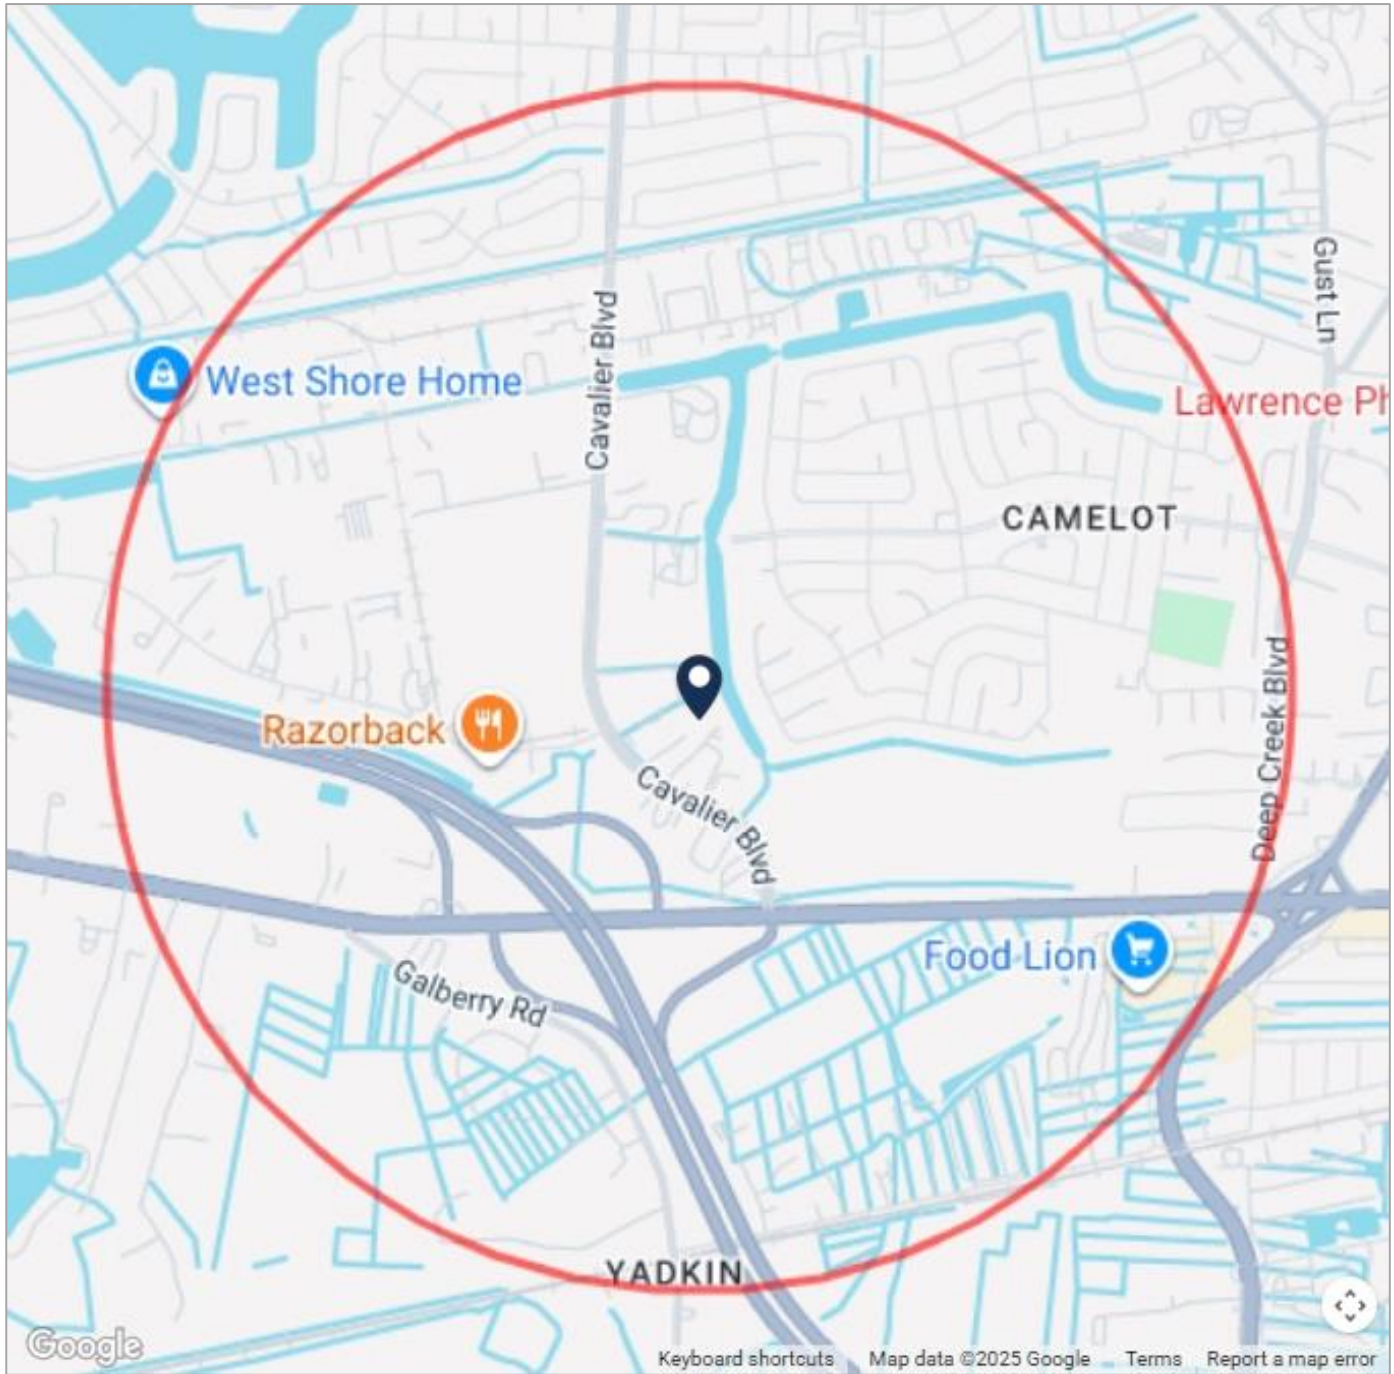 Gust Ln
Cavalier Blvd
West Shore Home
Lawrence Ph
CAMELOT
Razorback
Cavalier Blvd
Deep Creek Blvd
Food Lion
Galberry Rd
YADKIN
Google
Keyboard shortcuts
Map data ©2025 Google
Terms
Report a map error